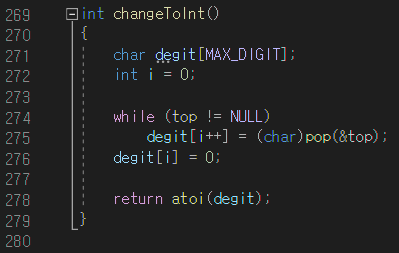 269 int changeToInt()
270 {
271 char degit[MAX_DIGIT];
272 int i = 0;
273
274 while (top != NULL)
275 degit[i++] = (char)pop(&top);
276 degit[i] = 0;
277
278 return atoi(degit);
279 }
280